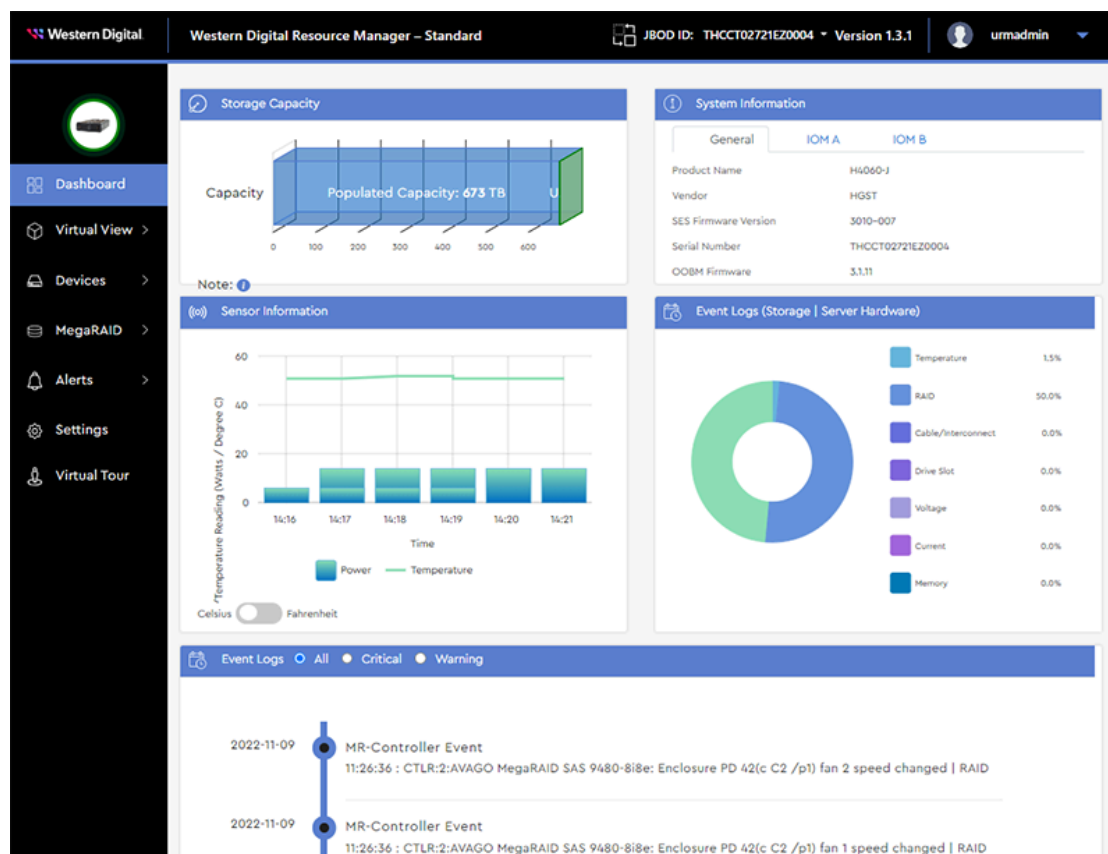 Western Digital.
Western Digital Resource Manager – Standard
JBOD ID: THCCT02721EZ0004
Version 1.3.1
urmadmin
Dashboard
Virtual View
Devices
MegaRAID
Alerts
Settings
Virtual Tour
Storage Capacity
Capacity
Populated Capacity: 673 TB
U
0 100 200 300 400 500 600
Note:
System Information
General IOM A IOM B
Product Name H4060-J
Vendor HGST
SES Firmware Version 3010-007
Serial Number THCCT02721EZ0004
OOBM Firmware 3.1.11
Sensor Information
60
40
20
0
/Temperature Reading (Watts / Degree C)
14:16 14:17 14:18 14:19 14:20 14:21
Time
Power Temperature
Celsius Fahrenheit
Event Logs (Storage | Server Hardware)
Temperature 1.5%
RAID 50.0%
Cable/Interconnect 0.0%
Drive Slot 0.0%
Voltage 0.0%
Current 0.0%
Memory 0.0%
Event Logs All Critical Warning
2022-11-09 MR-Controller Event
11:26:36 : CTLR:2:AVAGO MegaRAID SAS 9480-8i8e: Enclosure PD 42(c C2 /p1) fan 2 speed changed | RAID
2022-11-09 MR-Controller Event
11:26:36 : CTLR:2:AVAGO MegaRAID SAS 9480-8i8e: Enclosure PD 42(c C2 /p1) fan 1 speed changed | RAID